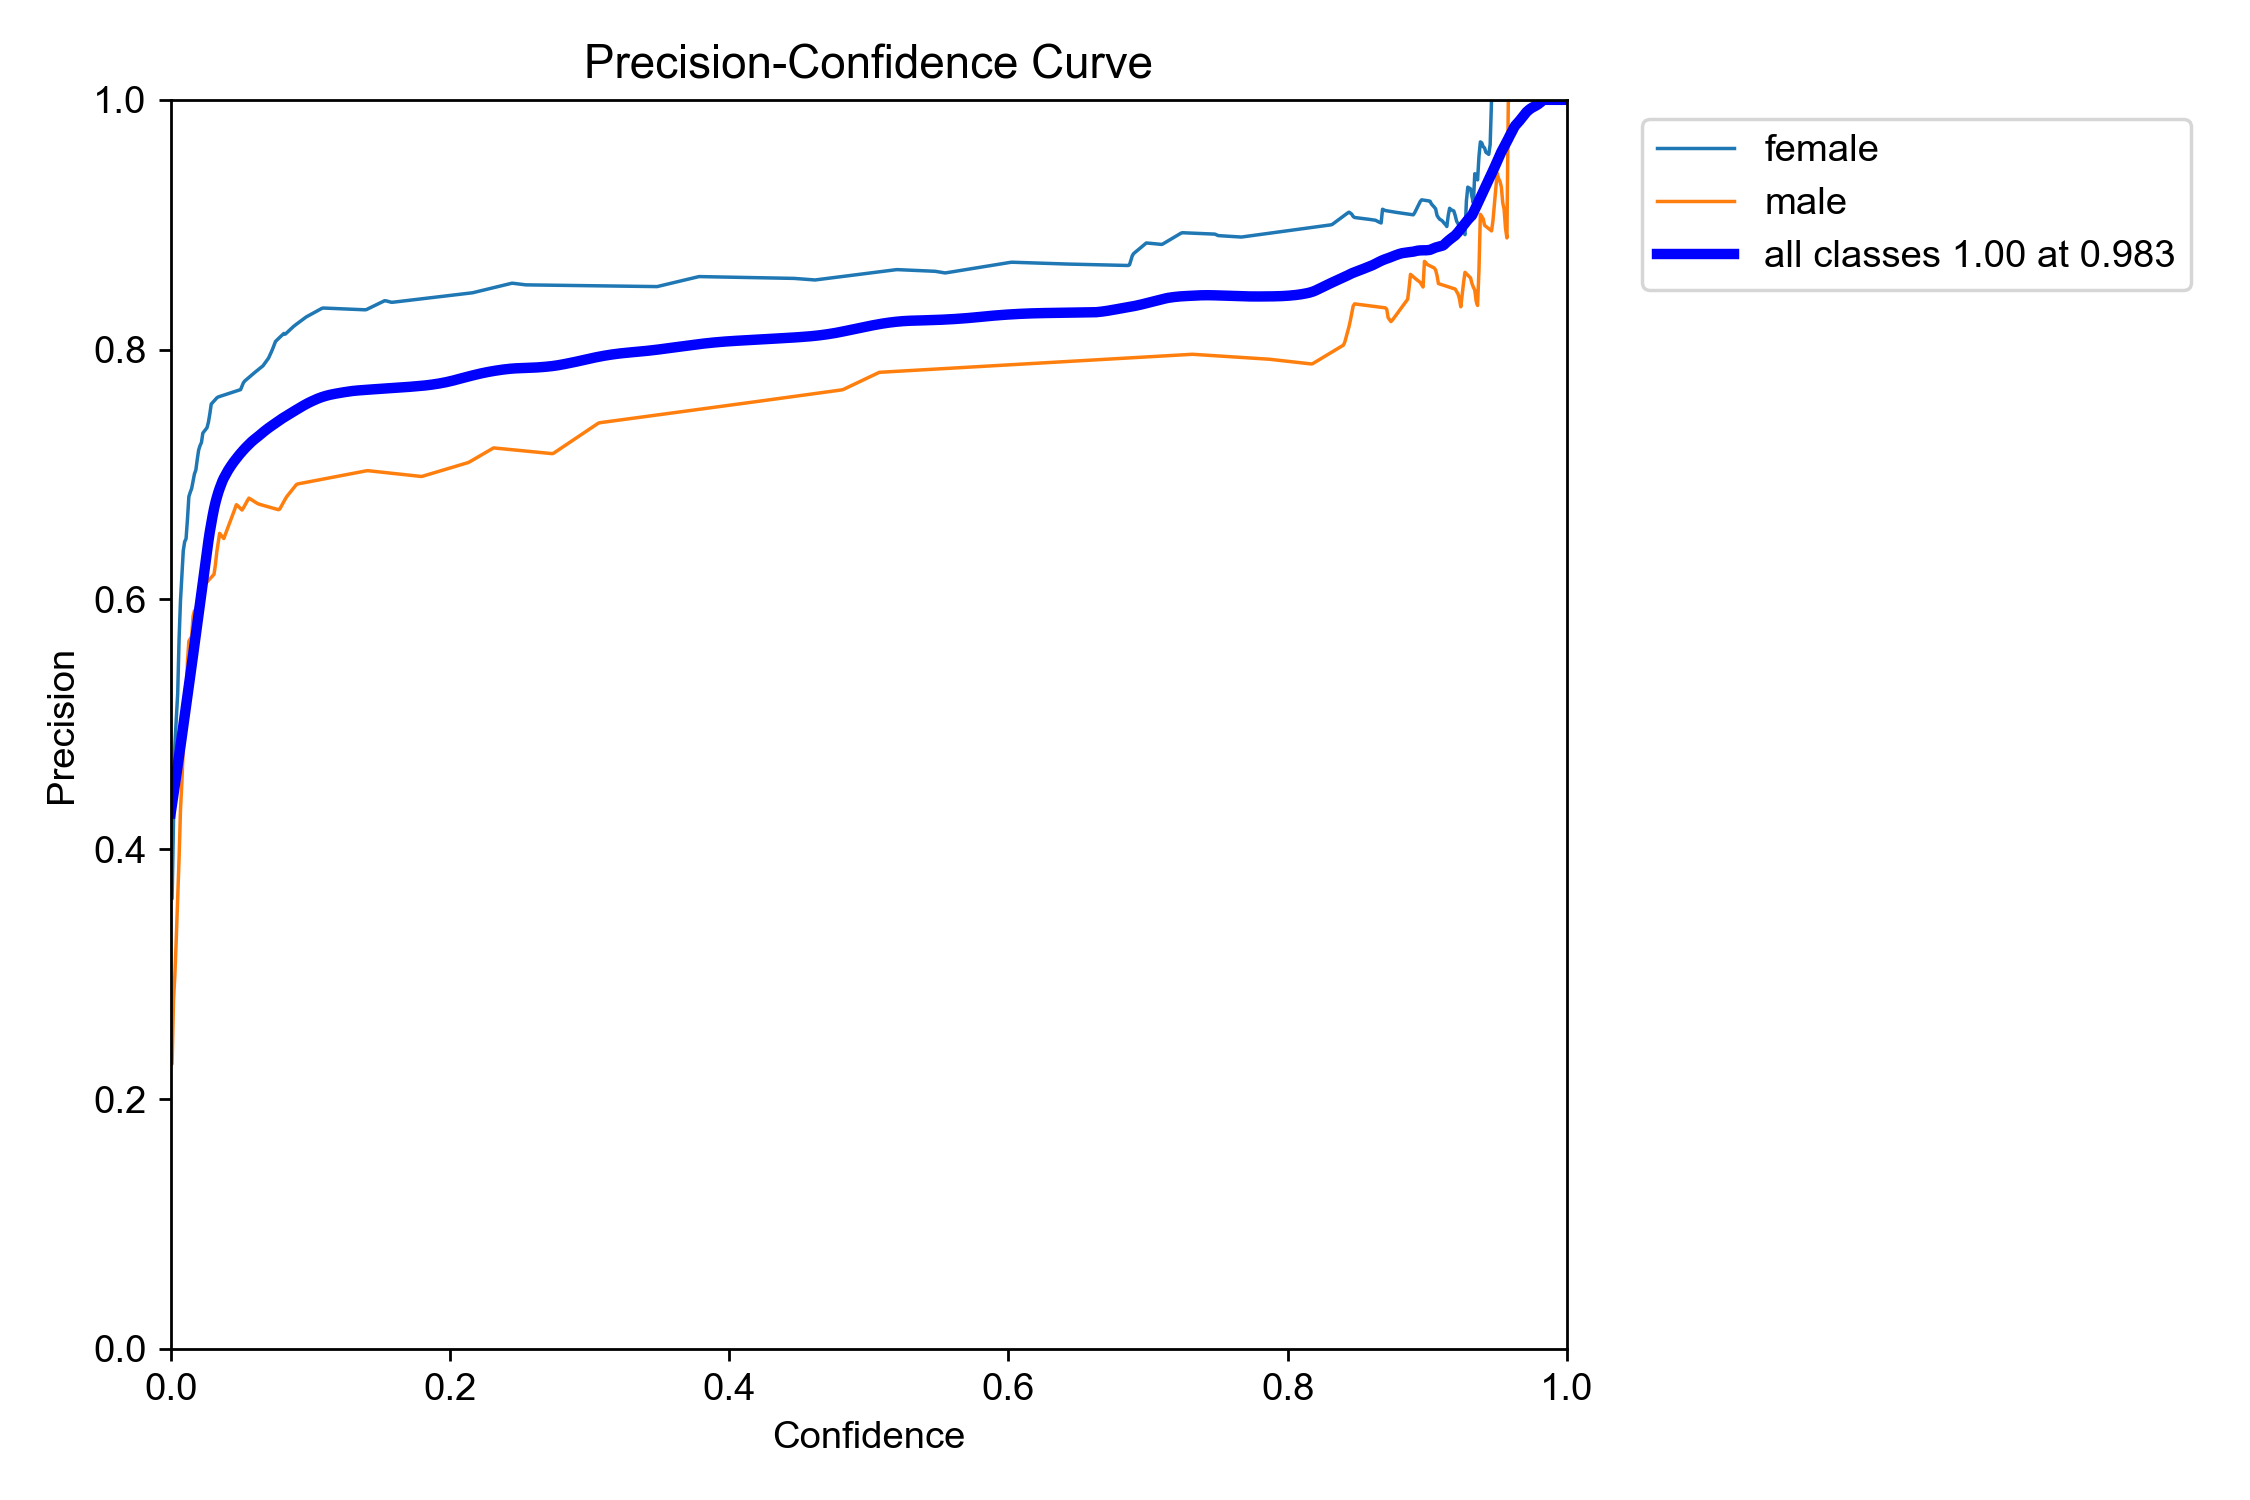 Precision-Confidence Curve
1.0
0.8
0.6
0.4
0.2
0.0
Precision
0.0 0.2 0.4 0.6 0.8 1.0
Confidence
female
male
all classes 1.00 at 0.983